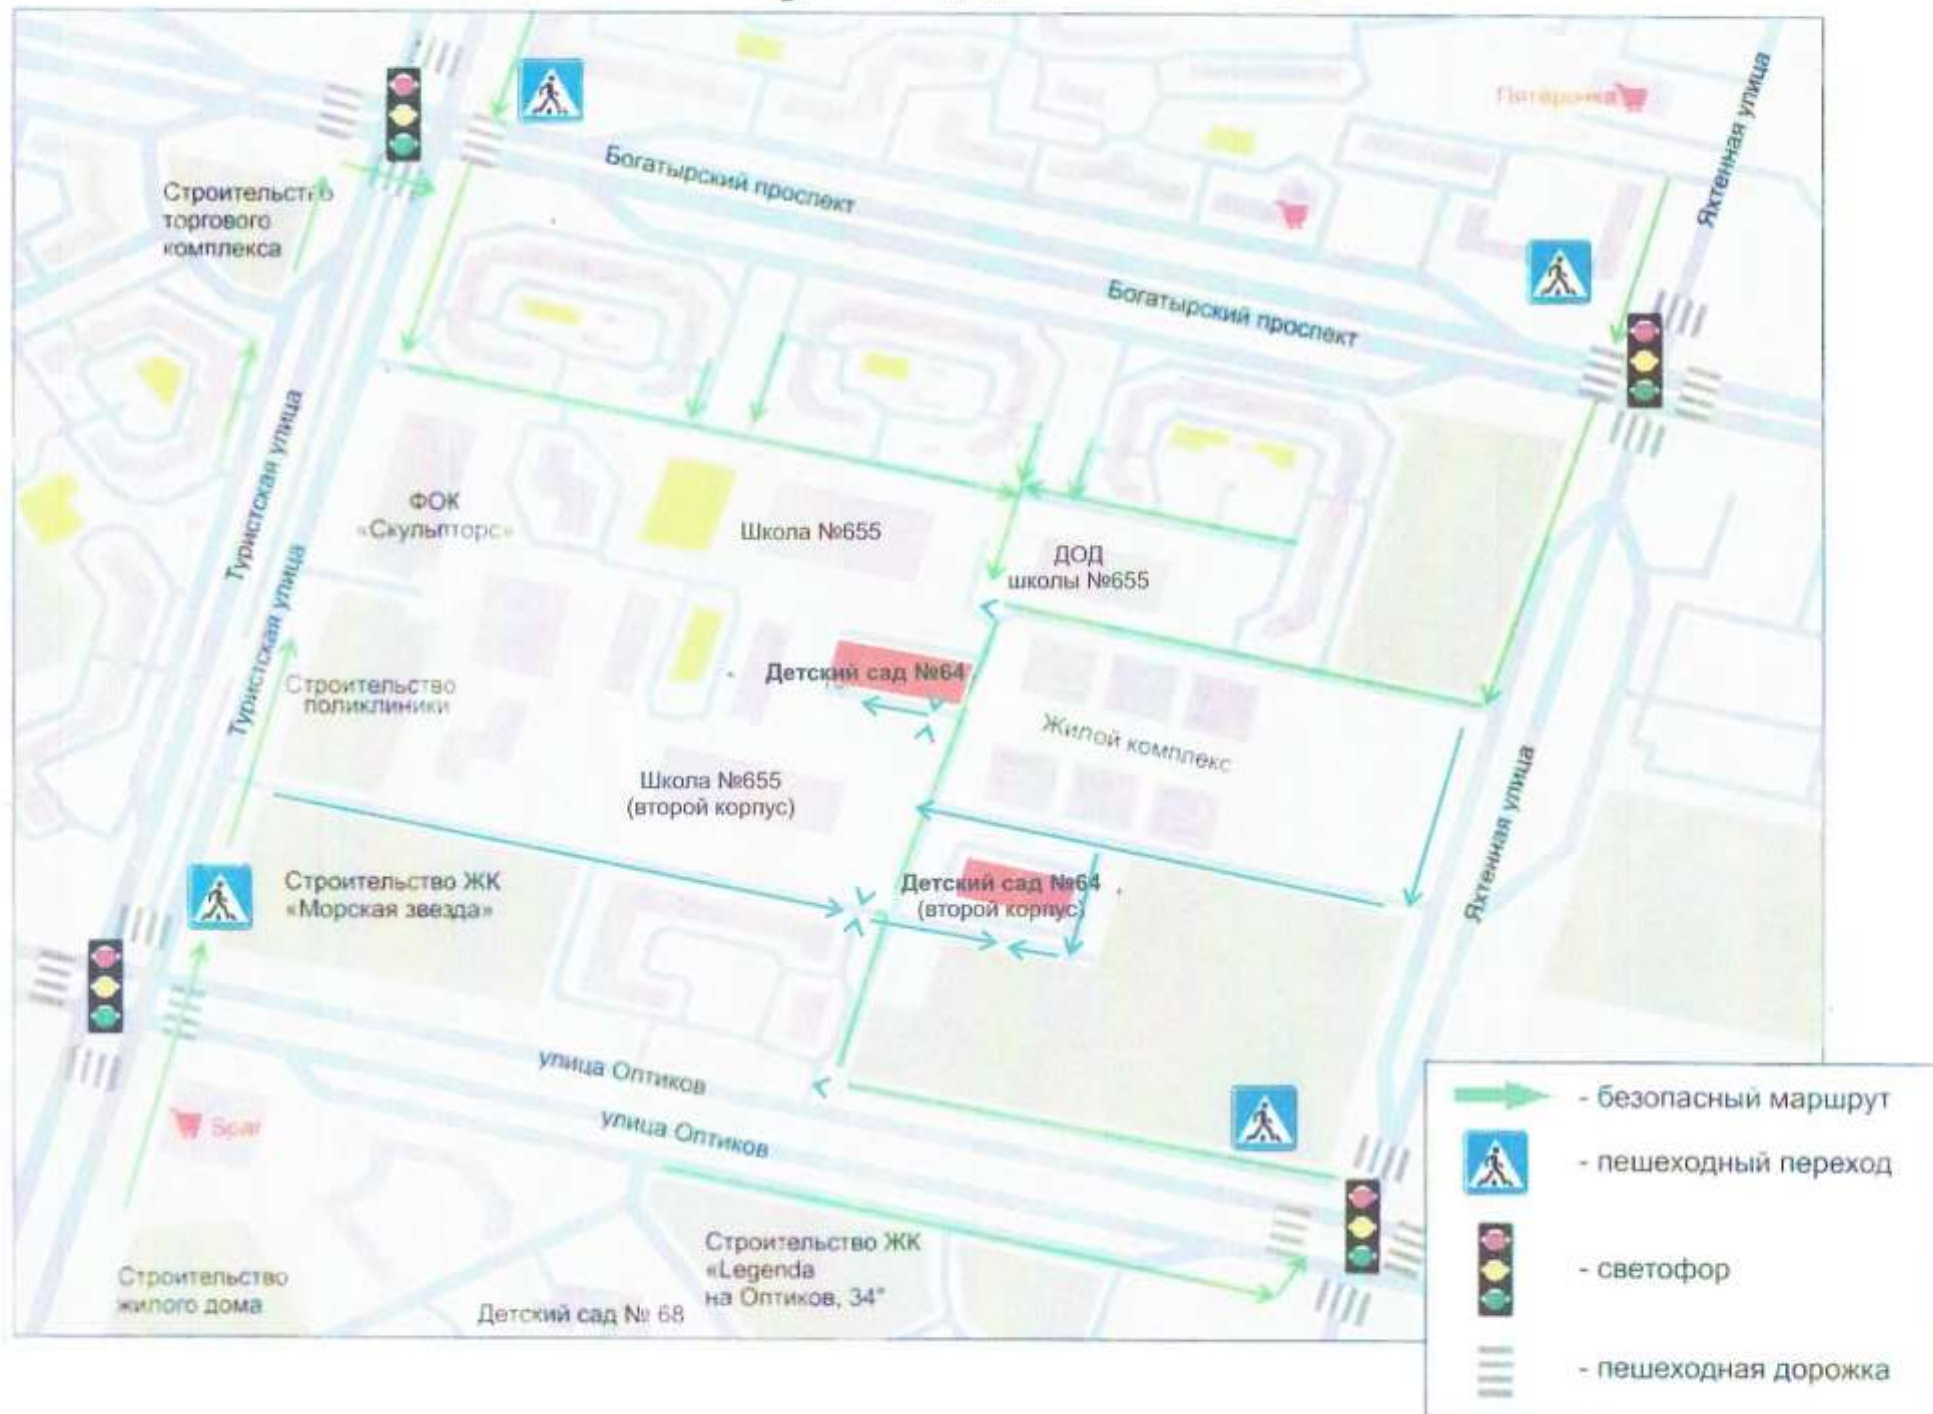 Пятерочка
Яхтенная улица
Богатырский проспект
Строительство
торгового
комплекса
Богатырский проспект
Туристская улица
ФОК
«Скульпторс»
Школа №655
ДОД
школы №655
Туристская улица
Детский сад №64
Строительство
поликлиники
Жилой комплекс
Школа №655
(второй корпус)
Яхтенная улица
Строительство ЖК
«Морская звезда»
Детский сад №64
(второй корпус)
улица Оптиков
улица Оптиков
Spar
Строительство
жилого дома
Детский сад № 68
Строительство ЖК
«Legenda
на Оптиков, 34"
- безопасный маршрут
- пешеходный переход
- светофор
- пешеходная дорожка